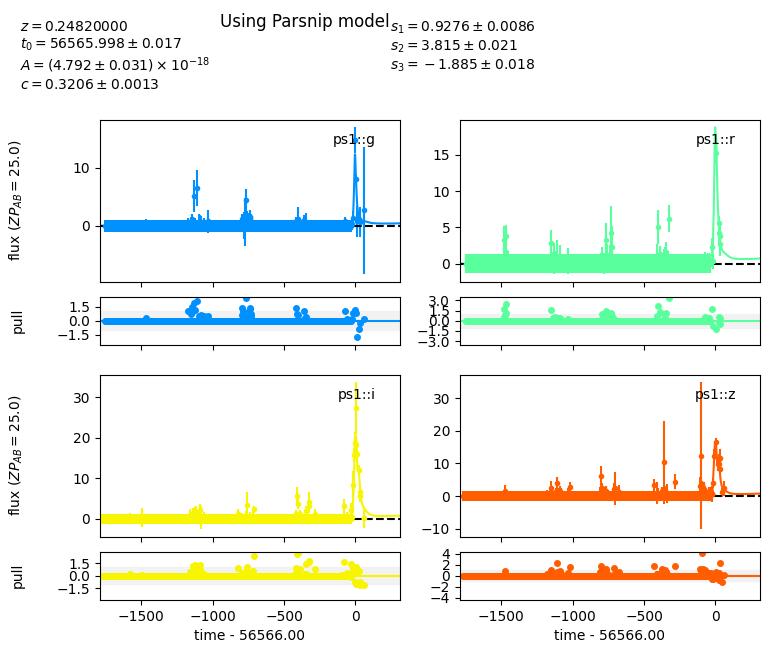 Using Parsnip model
z = 0.24820000
t0 = 56565.998 ± 0.017
A = (4.792 ± 0.031) × 10^−18
c = 0.3206 ± 0.0013
s1 = 0.9276 ± 0.0086
s2 = 3.815 ± 0.021
s3 = −1.885 ± 0.018
flux (ZP_AB = 25.0)
10
0
ps1::g
15
10
5
0
ps1::r
pull
1.5
0.0
−1.5
3.0
1.5
0.0
−1.5
−3.0
flux (ZP_AB = 25.0)
30
20
10
0
ps1::i
30
20
10
0
−10
ps1::z
pull
1.5
0.0
−1.5
4
2
0
−2
−4
−1500 −1000 −500 0
−1500 −1000 −500 0
time - 56566.00
time - 56566.00